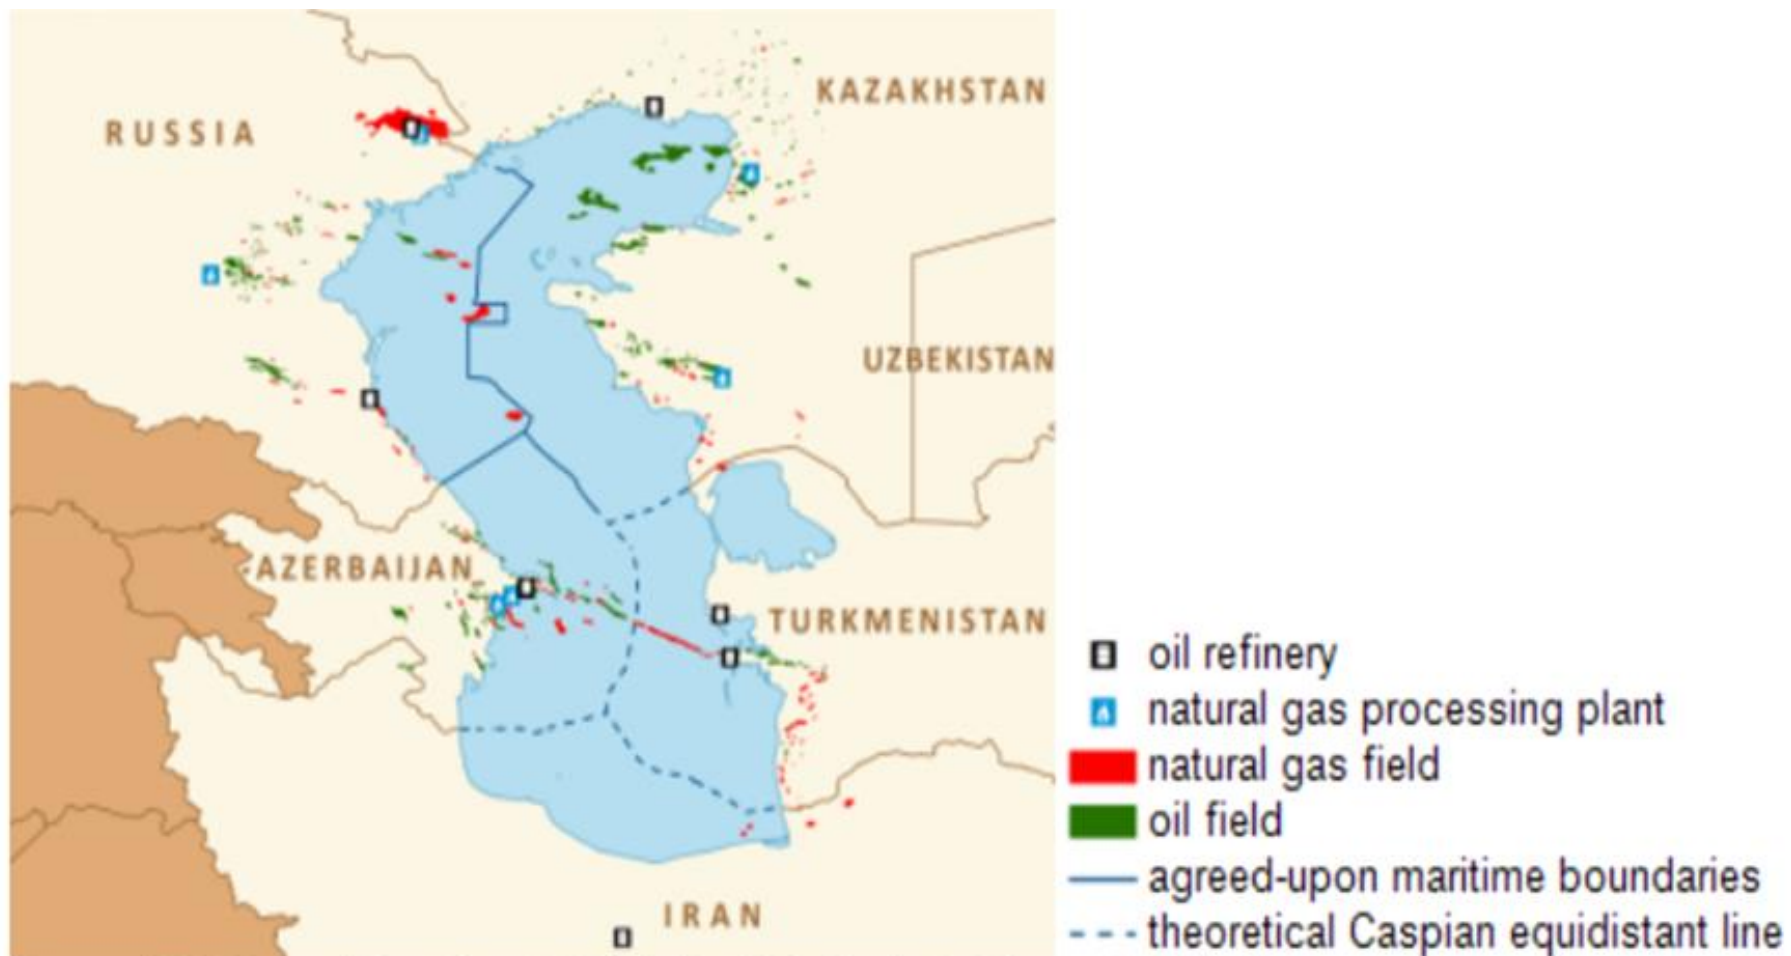 KAZAKHSTAN
RUSSIA
UZBEKISTAN
AZERBAIJAN
TURKMENISTAN
IRAN
oil refinery
natural gas processing plant
natural gas field
oil field
agreed-upon maritime boundaries
theoretical Caspian equidistant line